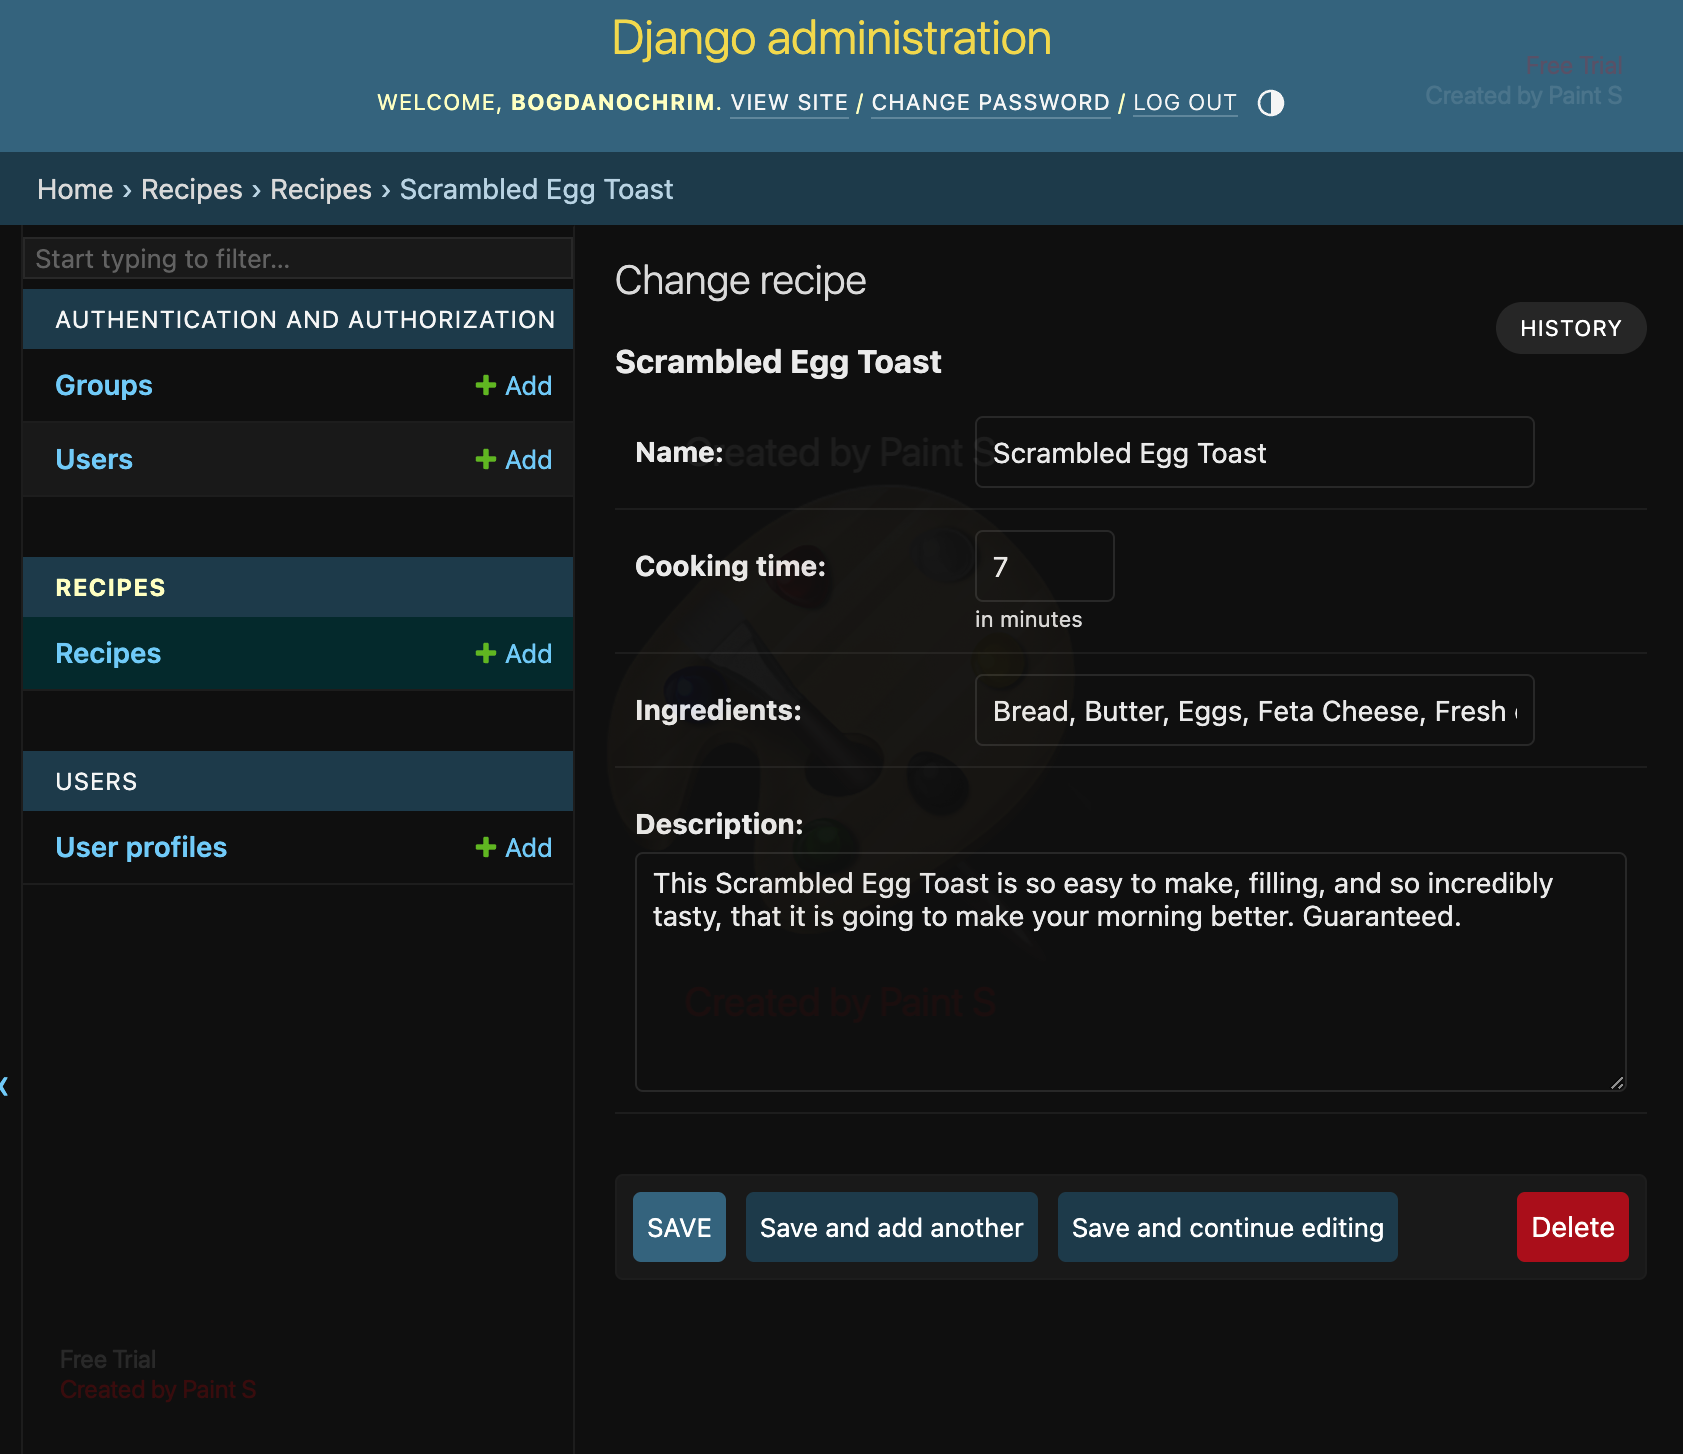 Django administration
Free Trial
WELCOME, BOGDANOCHRIM. VIEW SITE / CHANGE PASSWORD / LOG OUT
Created by Paint S
Home › Recipes › Recipes › Scrambled Egg Toast
Start typing to filter...
AUTHENTICATION AND AUTHORIZATION
Groups
Add
Users
Add
RECIPES
Recipes
Add
USERS
User profiles
Add
Change recipe
HISTORY
Scrambled Egg Toast
Name:
Created by Paint S
Scrambled Egg Toast
Cooking time:
7
in minutes
Ingredients:
Bread, Butter, Eggs, Feta Cheese, Fresh
Description:
This Scrambled Egg Toast is so easy to make, filling, and so incredibly
tasty, that it is going to make your morning better. Guaranteed.
Created by Paint S
SAVE
Save and add another
Save and continue editing
Delete
Free Trial
Created by Paint S